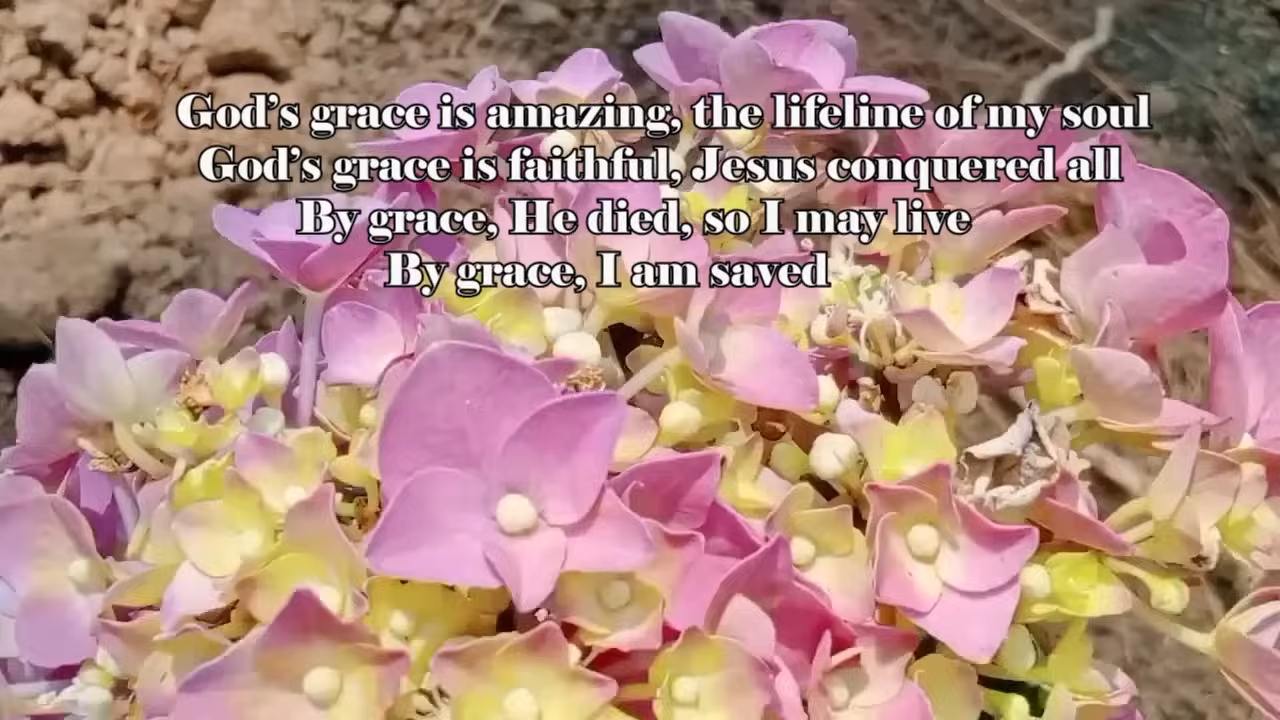 God’s grace is amazing, the lifeline of my soul
God’s grace is faithful, Jesus conquered all
By grace, He died, so I may live
By grace, I am saved